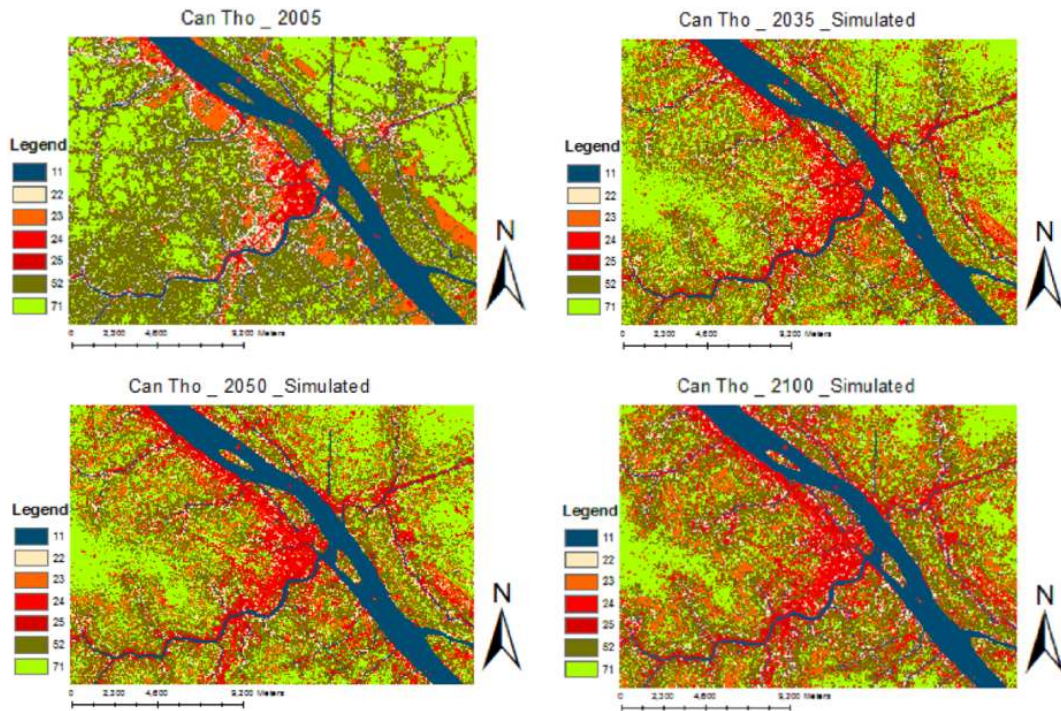 Can Tho _ 2005
Legend
11
22
23
24
25
52
71
N
0 2,300 4,600 9,200 Meters
Can Tho _ 2035 _Simulated
Legend
11
22
23
24
25
52
71
N
0 2,300 4,600 9,200 Meters
Can Tho _ 2050 _Simulated
Legend
11
22
23
24
25
52
71
N
0 2,300 4,600 9,200 Meters
Can Tho _ 2100 _Simulated
Legend
11
22
23
24
25
52
71
N
0 2,300 4,600 9,200 Meters